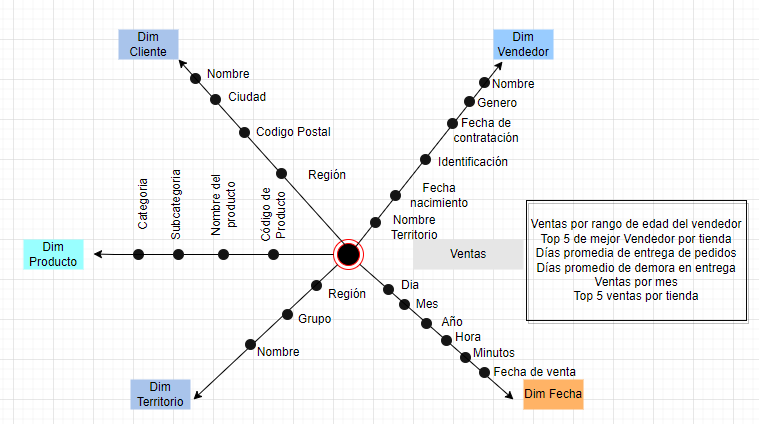 Dim
Cliente
Dim
Vendedor
Nombre
Ciudad
Codigo Postal
Región
Nombre
Genero
Fecha de
contratación
Identificación
Fecha
nacimiento
Nombre
Territorio
Categoria
Subcategoria
Nombre del
producto
Código de
Producto
Dim
Producto
Ventas
Ventas por rango de edad del vendedor
Top 5 de mejor Vendedor por tienda
Días promedia de entrega de pedidos
Días promedio de demora en entrega
Ventas por mes
Top 5 ventas por tienda
Región
Grupo
Nombre
Dim
Territorio
Dia
Mes
Año
Hora
Minutos
Fecha de venta
Dim Fecha